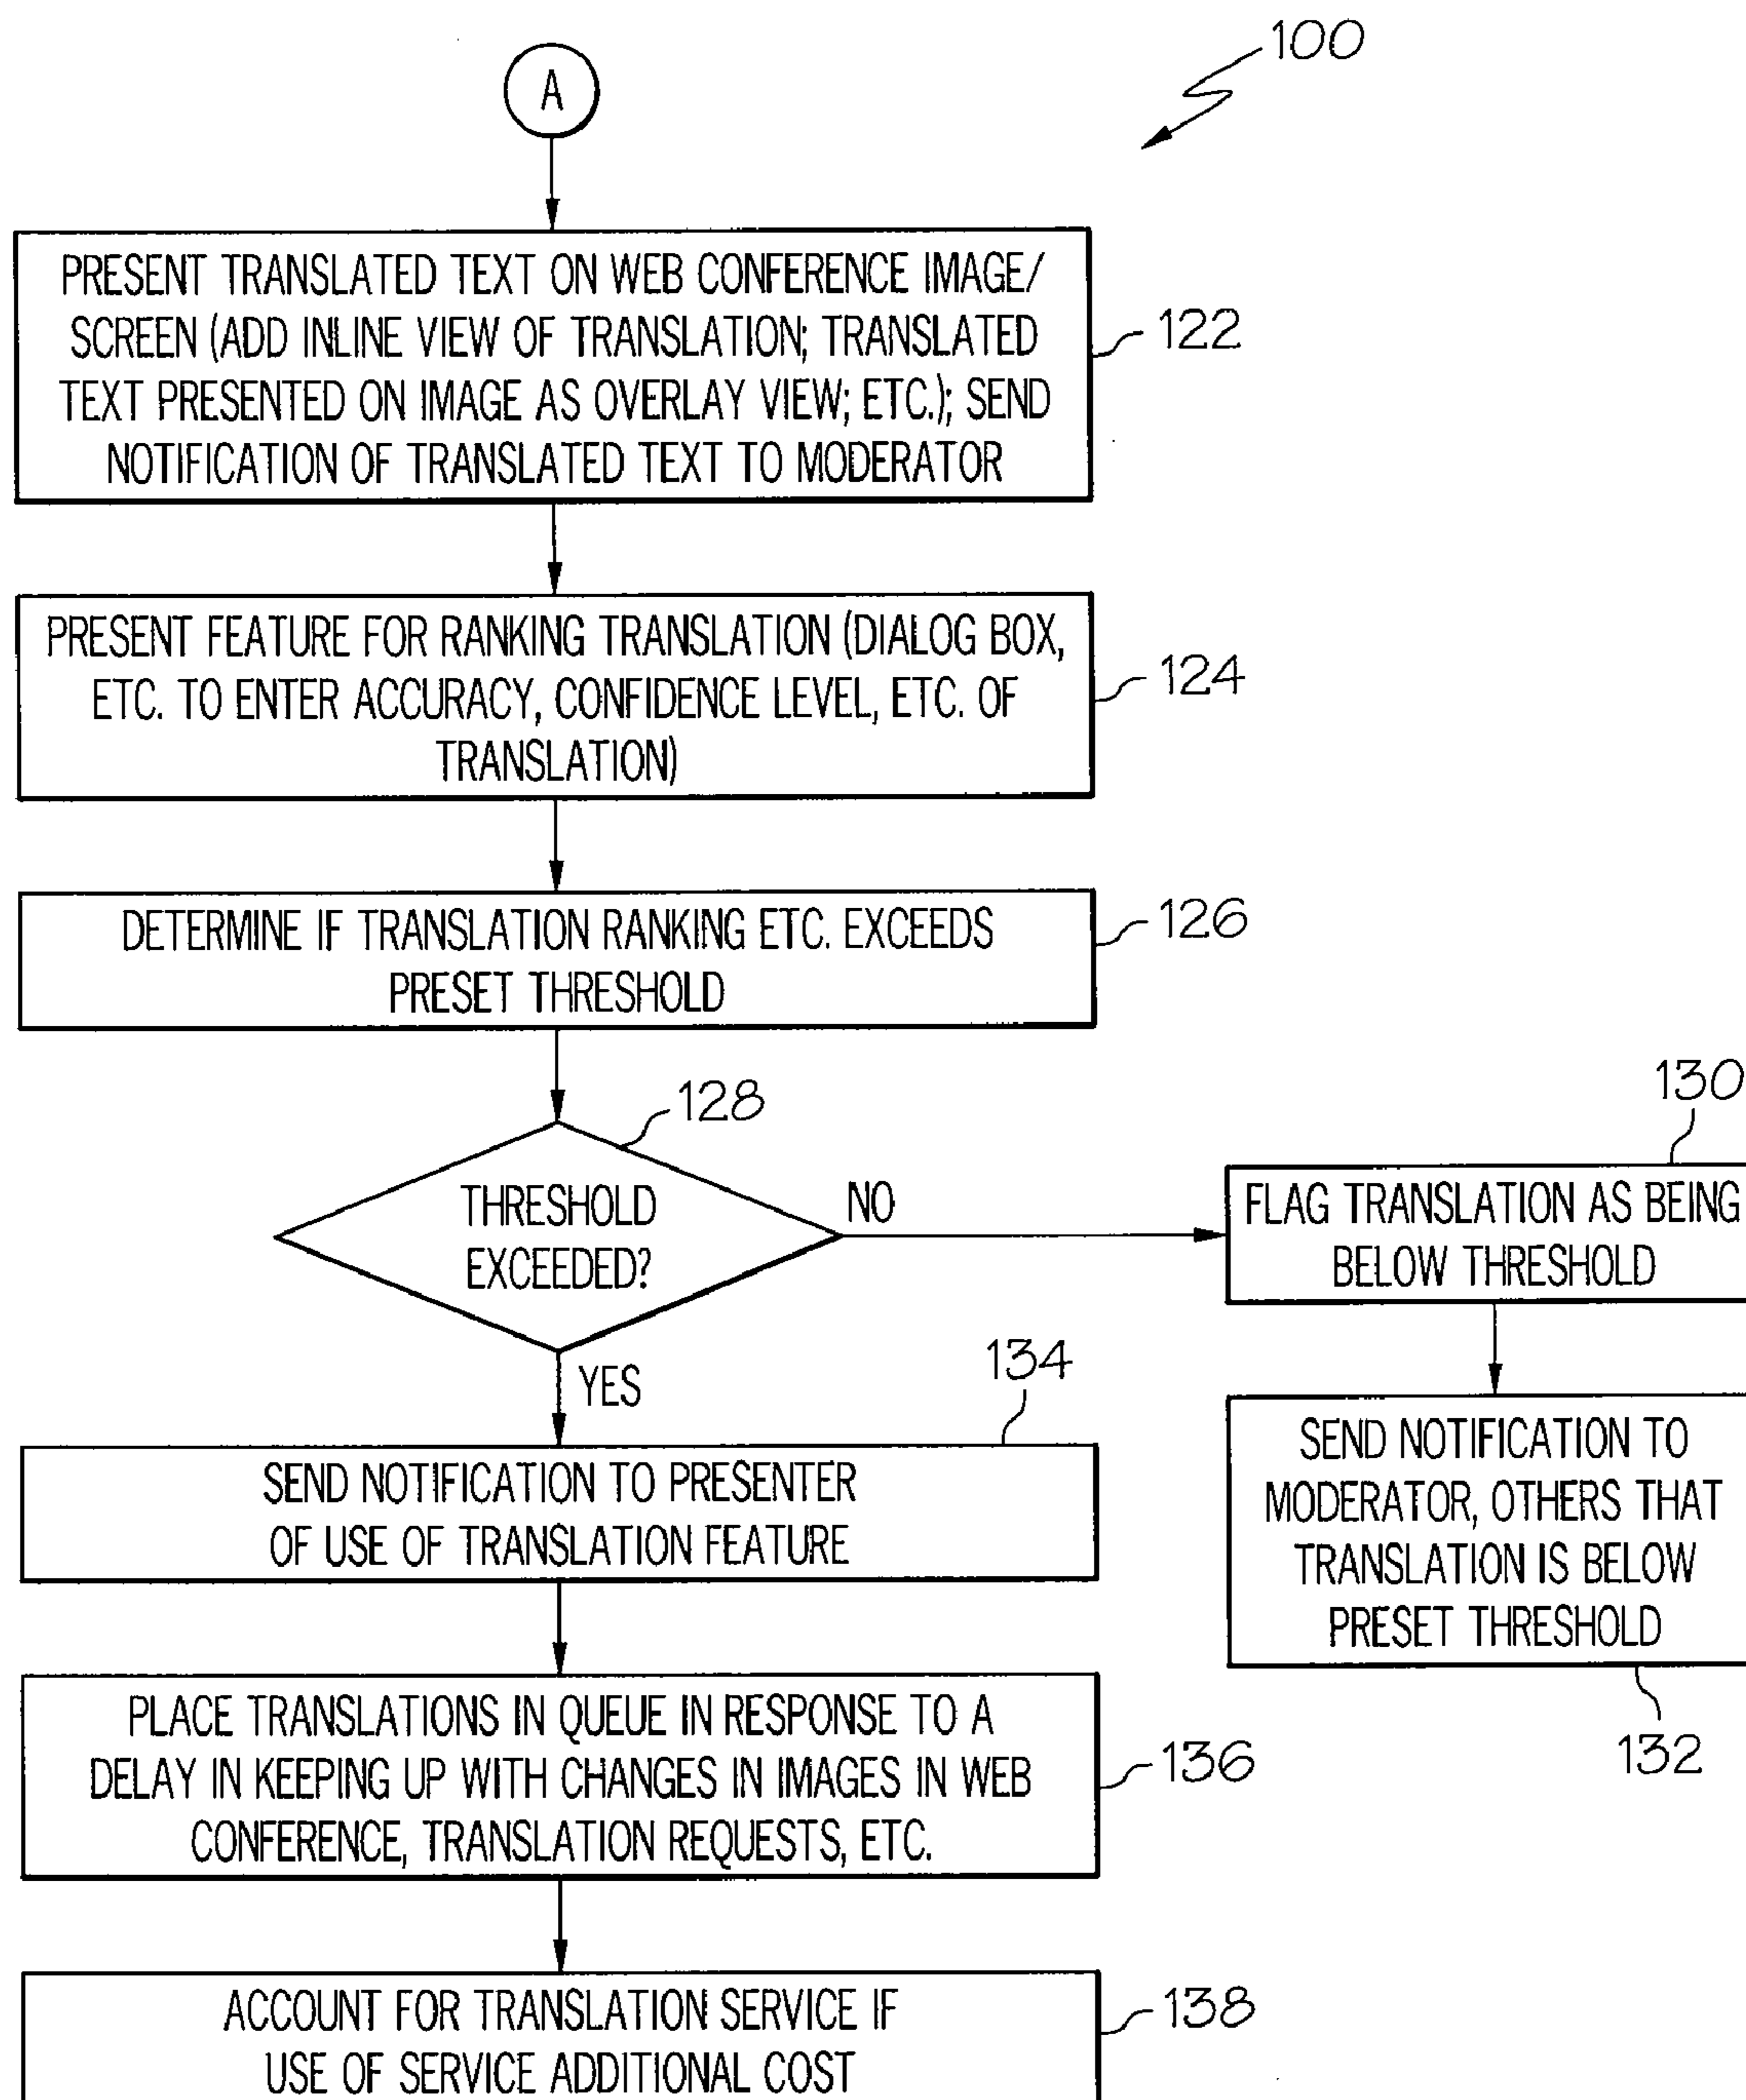 100
A
PRESENT TRANSLATED TEXT ON WEB CONFERENCE IMAGE/
SCREEN (ADD INLINE VIEW OF TRANSLATION; TRANSLATED
TEXT PRESENTED ON IMAGE AS OVERLAY VIEW; ETC.); SEND
NOTIFICATION OF TRANSLATED TEXT TO MODERATOR
122
PRESENT FEATURE FOR RANKING TRANSLATION (DIALOG BOX,
ETC. TO ENTER ACCURACY, CONFIDENCE LEVEL, ETC. OF
TRANSLATION)
124
DETERMINE IF TRANSLATION RANKING ETC. EXCEEDS
PRESET THRESHOLD
126
128
THRESHOLD
EXCEEDED?
NO
130
FLAG TRANSLATION AS BEING
BELOW THRESHOLD
YES
134
SEND NOTIFICATION TO
MODERATOR, OTHERS THAT
TRANSLATION IS BELOW
PRESET THRESHOLD
132
SEND NOTIFICATION TO PRESENTER
OF USE OF TRANSLATION FEATURE
PLACE TRANSLATIONS IN QUEUE IN RESPONSE TO A
DELAY IN KEEPING UP WITH CHANGES IN IMAGES IN WEB
CONFERENCE, TRANSLATION REQUESTS, ETC.
136
ACCOUNT FOR TRANSLATION SERVICE IF
USE OF SERVICE ADDITIONAL COST
138